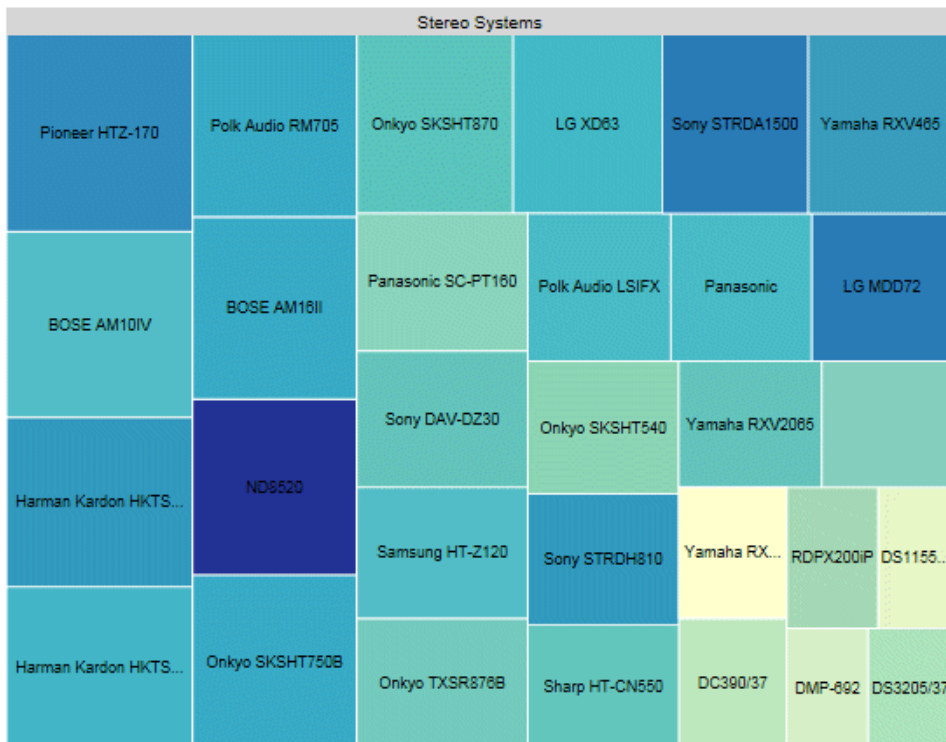 Stereo Systems
Pioneer HTZ-170
Polk Audio RM705
Onkyo SKSHT870
LG XD63
Sony STRDA1500
Yamaha RXV465
BOSE AM10IV
BOSE AM16II
Panasonic SC-PT160
Polk Audio LSIFX
Panasonic
LG MDD72
Sony DAV-DZ30
Onkyo SKSHT540
Yamaha RXV2065
Harman Kardon HKTS...
ND8520
Samsung HT-Z120
Sony STRDH810
Yamaha RX...
RDPX200iP
DS1155..
Harman Kardon HKTS...
Onkyo SKSHT750B
Onkyo TXSR876B
Sharp HT-CN550
DC390/37
DMP-692
DS3205/37